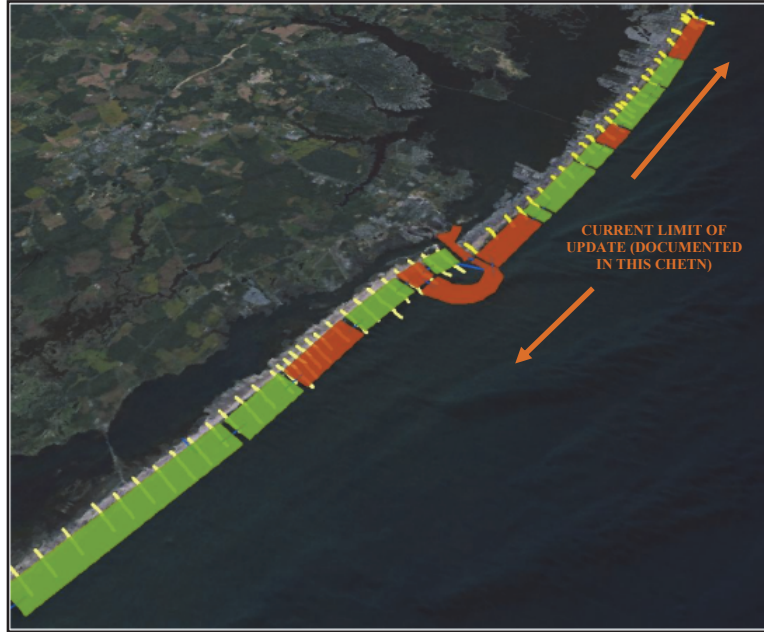 CURRENT LIMIT OF
UPDATE (DOCUMENTED
IN THIS CHETN)